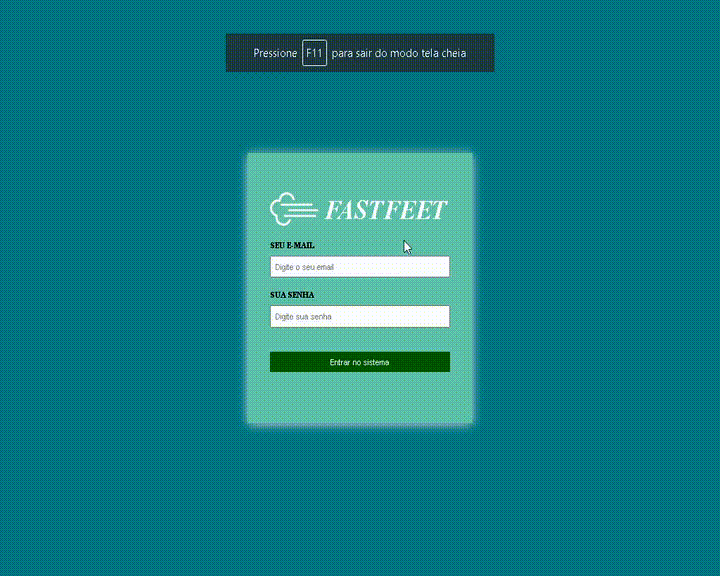 Pressione F11 para sair do modo tela cheia
FASTFEET
SEU E-MAIL
Digite o seu email
SUA SENHA
Digite sua senha
Entrar no sistema